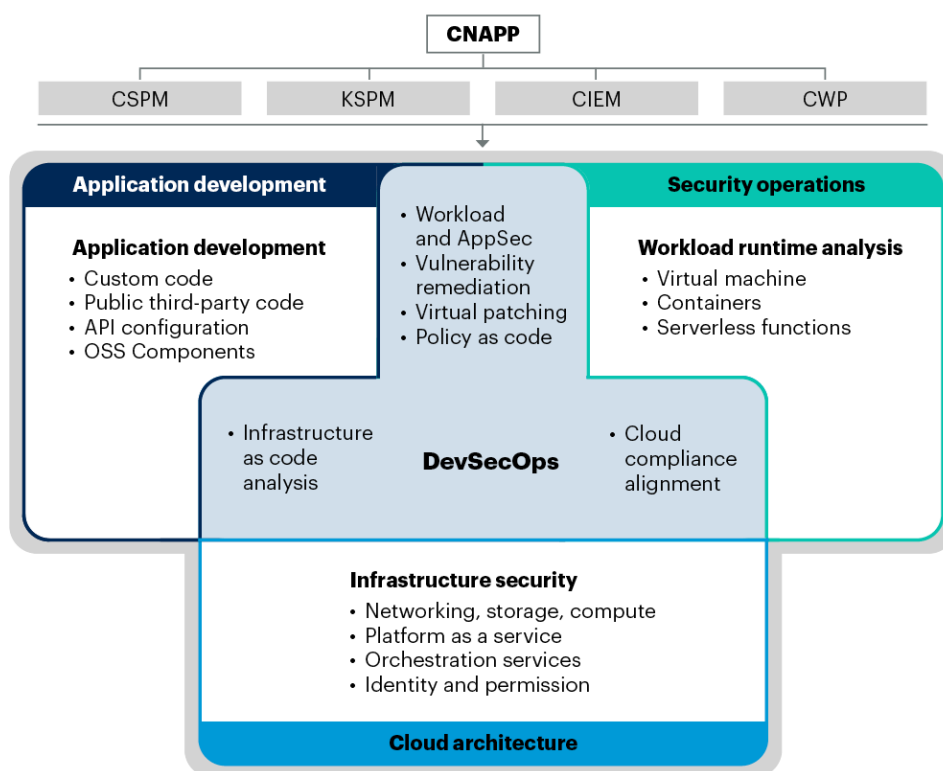 CNAPP
CSPM
KSPM
CIEM
CWP
Application development
Security operations
Application development
• Custom code
• Public third-party code
• API configuration
• OSS Components
• Workload
and AppSec
• Vulnerability
remediation
• Virtual patching
• Policy as code
Workload runtime analysis
• Virtual machine
• Containers
• Serverless functions
• Infrastructure
as code
analysis
DevSecOps
• Cloud
compliance
alignment
Infrastructure security
• Networking, storage, compute
• Platform as a service
• Orchestration services
• Identity and permission
Cloud architecture